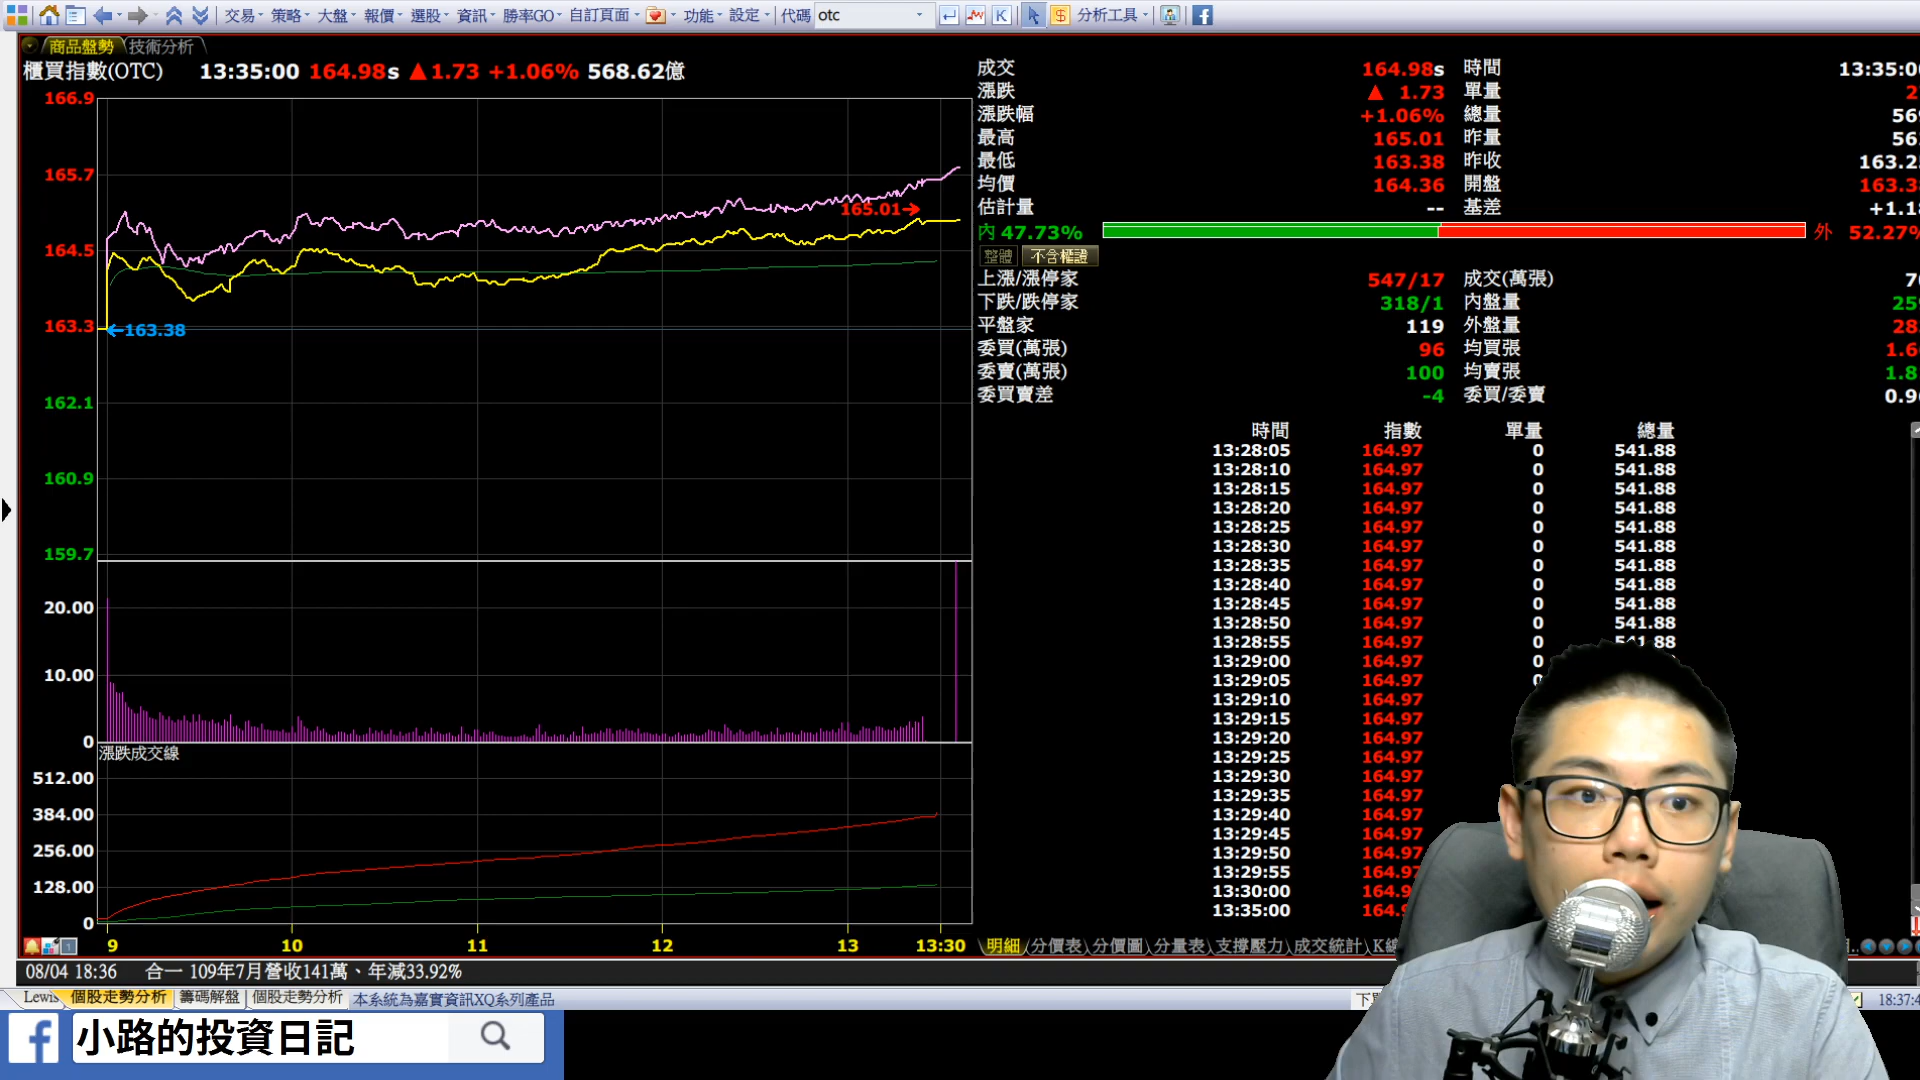 交易 策略 大盤 報價 選股 資訊 勝率GO 自訂頁面 功能 設定 代碼 otc K 分析工具
商品盤勢 技術分析
櫃買指數(OTC) 13:35:00 164.98s ▲1.73 +1.06% 568.62億
166.9
165.7
164.5
163.3
162.1
160.9
159.7
165.01→
←163.38
20.00
10.00
0
漲跌成交線
512.00
384.00
256.00
128.00
0
9 10 11 12 13 13:30
成交 164.98s 時間 13:35:00
漲跌 ▲ 1.73 單量
漲跌幅 +1.06% 總量
最高 165.01 昨量
最低 163.38 昨收
均價 164.36 開盤
估計量 -- 基差
內 47.73% 外 52.27%
整體 不含權證
上漲/漲停家 547/17 成交(萬張)
下跌/跌停家 318/1 內盤量
平盤家 119 外盤量
委買(萬張) 96 均買張
委賣(萬張) 100 均賣張
委買賣差 -4 委買/委賣
時間 指數 單量 總量
13:28:05 164.97 0 541.88
13:28:10 164.97 0 541.88
13:28:15 164.97 0 541.88
13:28:20 164.97 0 541.88
13:28:25 164.97 0 541.88
13:28:30 164.97 0 541.88
13:28:35 164.97 0 541.88
13:28:40 164.97 0 541.88
13:28:45 164.97 0 541.88
13:28:50 164.97 0 541.88
13:28:55 164.97 0 541.88
13:29:00 164.97 0
13:29:05 164.97 0
13:29:10 164.97
13:29:15 164.97
13:29:20 164.97
13:29:25 164.97
13:29:30 164.97
13:29:35 164.97
13:29:40 164.97
13:29:45 164.97
13:29:50 164.97
13:29:55 164.97
13:30:00
13:35:00
明細 分價表 分價圖 分量表 支撐壓力 成交統計
08/04 18:36 合一 109年7月營收141萬、年減33.92%
Lewis 個股走勢分析 籌碼解盤 個股走勢分析 本系統為嘉實資訊XQ系列產品
小路的投資日記